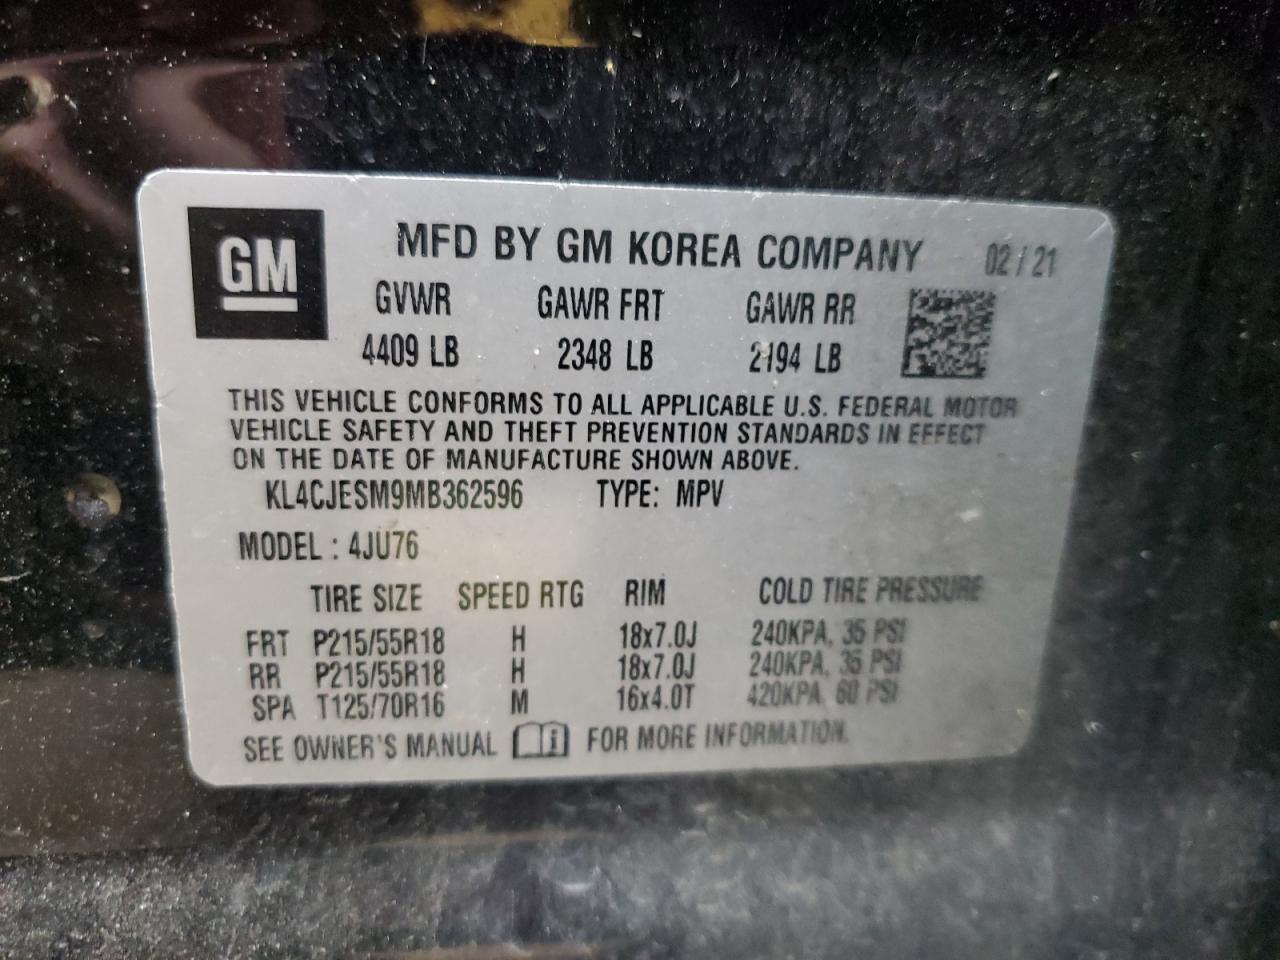 GM
MFD BY GM KOREA COMPANY 02/21
GVWR GAWR FRT GAWR RR
4409 LB 2348 LB 2194 LB
THIS VEHICLE CONFORMS TO ALL APPLICABLE U.S. FEDERAL MOTOR
VEHICLE SAFETY AND THEFT PREVENTION STANDARDS IN EFFECT
ON THE DATE OF MANUFACTURE SHOWN ABOVE.
KL4CJESM9MB362596 TYPE: MPV
MODEL : 4JU76
TIRE SIZE SPEED RTG RIM COLD TIRE PRESSURE
FRT P215/55R18 H 18x7.0J 240KPA, 35 PSI
RR P215/55R18 H 18x7.0J 240KPA, 35 PSI
SPA T125/70R16 M 16x4.0T 420KPA, 60 PSI
SEE OWNER'S MANUAL i FOR MORE INFORMATION.